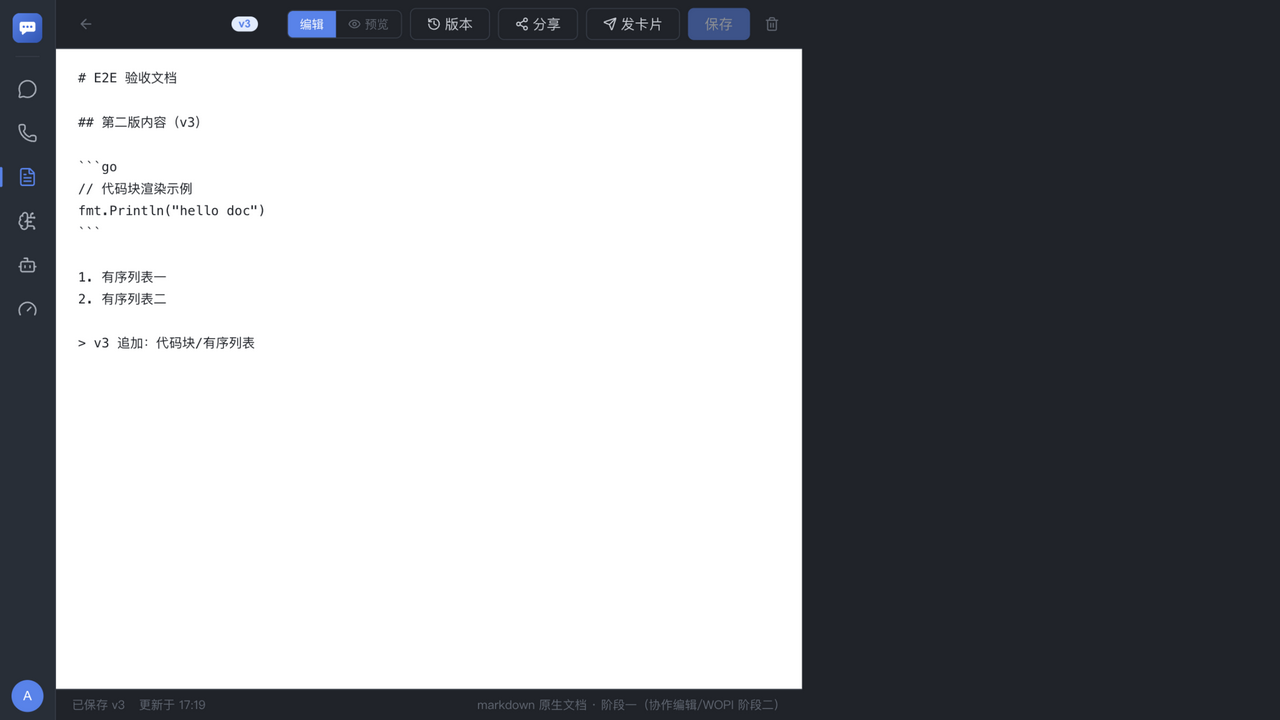 v3
编辑
预览
版本
分享
发卡片
保存
# E2E 验收文档
## 第二版内容（v3）
```go
// 代码块渲染示例
fmt.Println("hello doc")
```
1. 有序列表一
2. 有序列表二
> v3 追加：代码块/有序列表
A
已保存 v3 更新于 17:19
markdown 原生文档 · 阶段一（协作编辑/WOPI 阶段二）